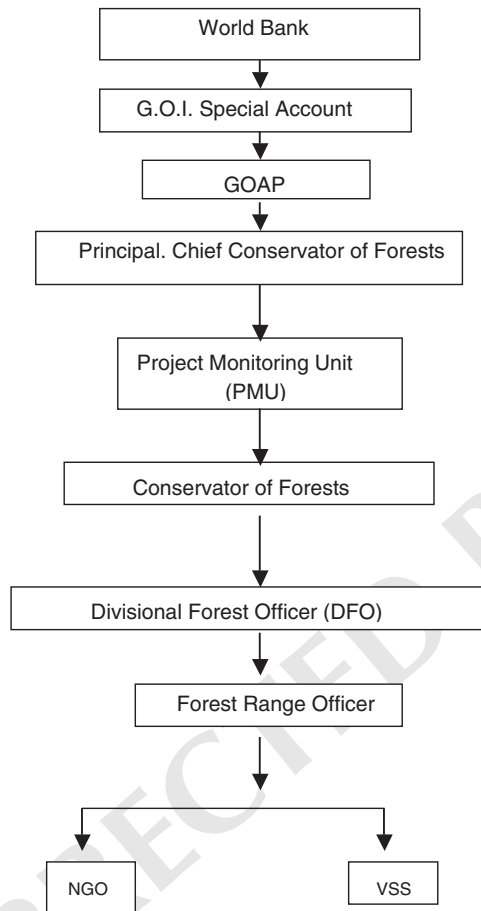 World Bank
G.O.I. Special Account
GOAP
Principal. Chief Conservator of Forests
Project Monitoring Unit
(PMU)
Conservator of Forests
Divisional Forest Officer (DFO)
Forest Range Officer
NGO
VSS